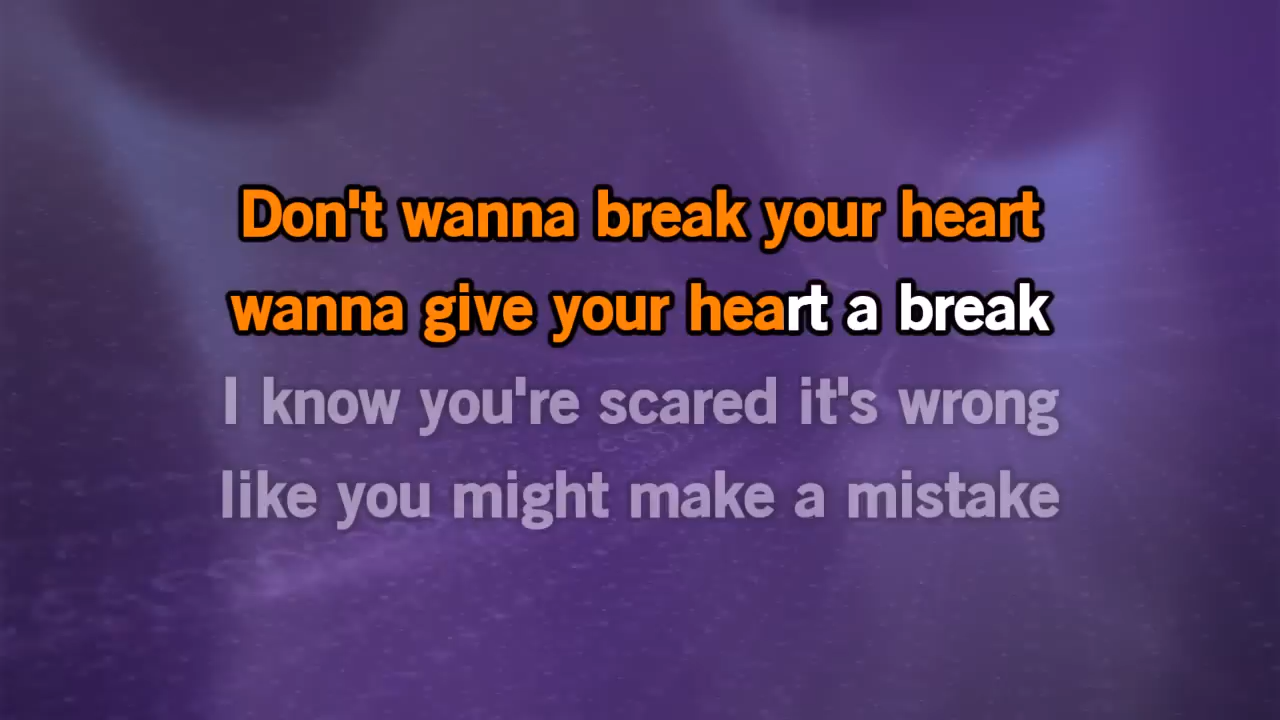 Don't wanna break your heart
wanna give your heart a break
I know you're scared it's wrong
like you might make a mistake